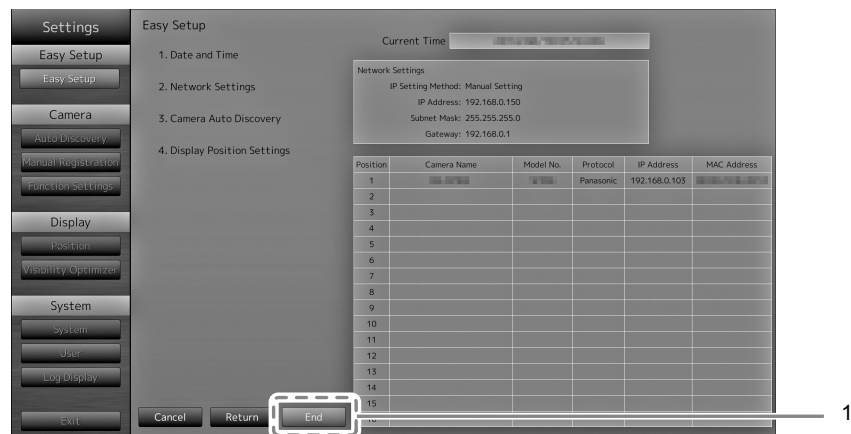 Settings
Easy Setup
Easy Setup
Camera
Auto Discovery
Manual Registration
Function Settings
Display
Position
Visibility Optimizer
System
System
User
Log Display
Exit
Easy Setup
1. Date and Time
2. Network Settings
3. Camera Auto Discovery
4. Display Position Settings
Cancel Return End
Current Time
Network Settings
IP Setting Method: Manual Setting
IP Address: 192.168.0.150
Subnet Mask: 255.255.255.0
Gateway: 192.168.0.1
Position Camera Name Model No. Protocol IP Address MAC Address
1 Panasonic 192.168.0.103
2
3
4
5
6
7
8
9
10
11
12
13
14
15
16
1